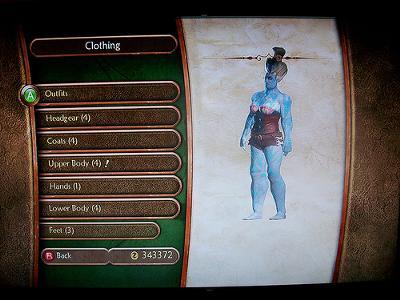 Clothing
A Outfits
Headgear (4)
Coats (4)
Upper Body (4) !
Hands (1)
Lower Body (4)
Feet (3)
B Back 343372